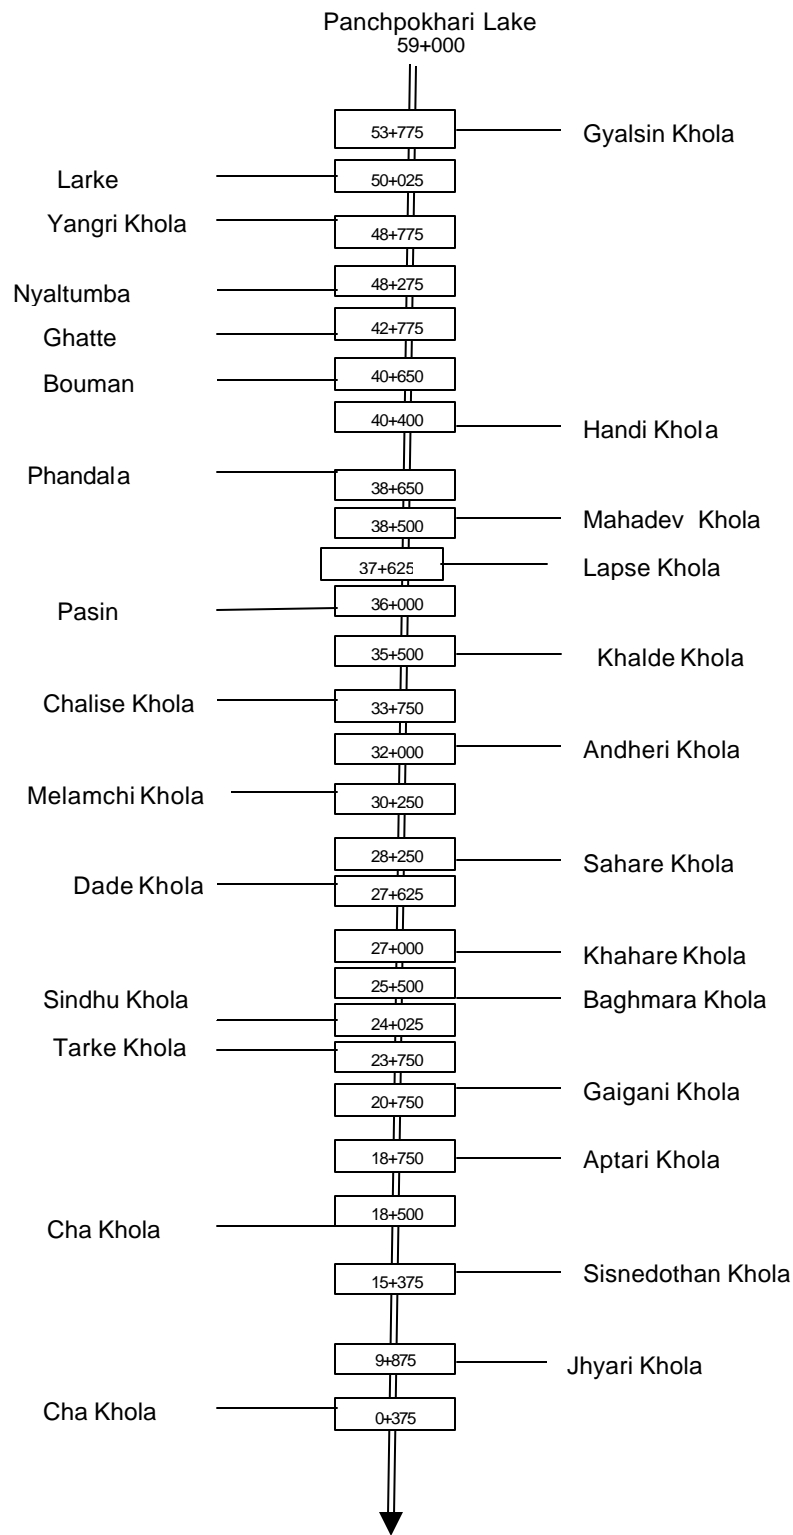 Panchpokhari Lake
59+000
53+775 Gyalsin Khola
Larke 50+025
Yangri Khola 48+775
Nyaltumba 48+275
Ghatte 42+775
Bouman 40+650
40+400 Handi Khola
Phandala 38+650
38+500 Mahadev Khola
37+625 Lapse Khola
Pasin 36+000
35+500 Khalde Khola
Chalise Khola 33+750
32+000 Andheri Khola
Melamchi Khola 30+250
28+250 Sahare Khola
Dade Khola 27+625
27+000 Khahare Khola
25+500 Baghmara Khola
Sindhu Khola 24+025
Tarke Khola 23+750
20+750 Gaigani Khola
18+750 Aptari Khola
Cha Khola 18+500
15+375 Sisnedothan Khola
9+875 Jhyari Khola
Cha Khola 0+375